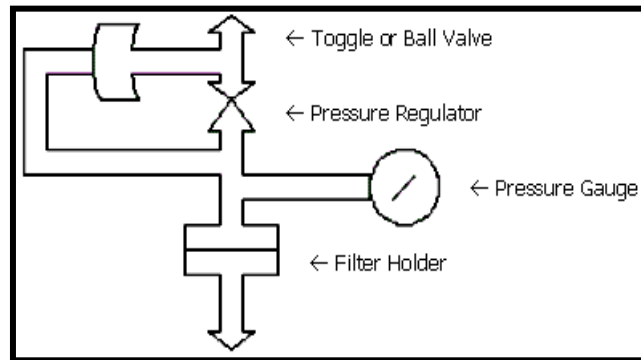 ← Toggle or Ball Valve
← Pressure Regulator
← Pressure Gauge
← Filter Holder